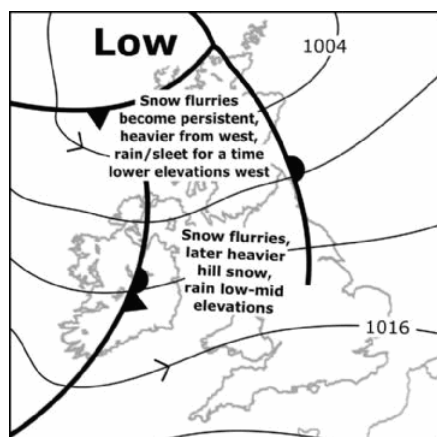 Low
1004
Snow flurries
become persistent,
heavier from west,
rain/sleet for a time
lower elevations west
Snow flurries,
later heavier
hill snow,
rain low-mid
elevations
1016